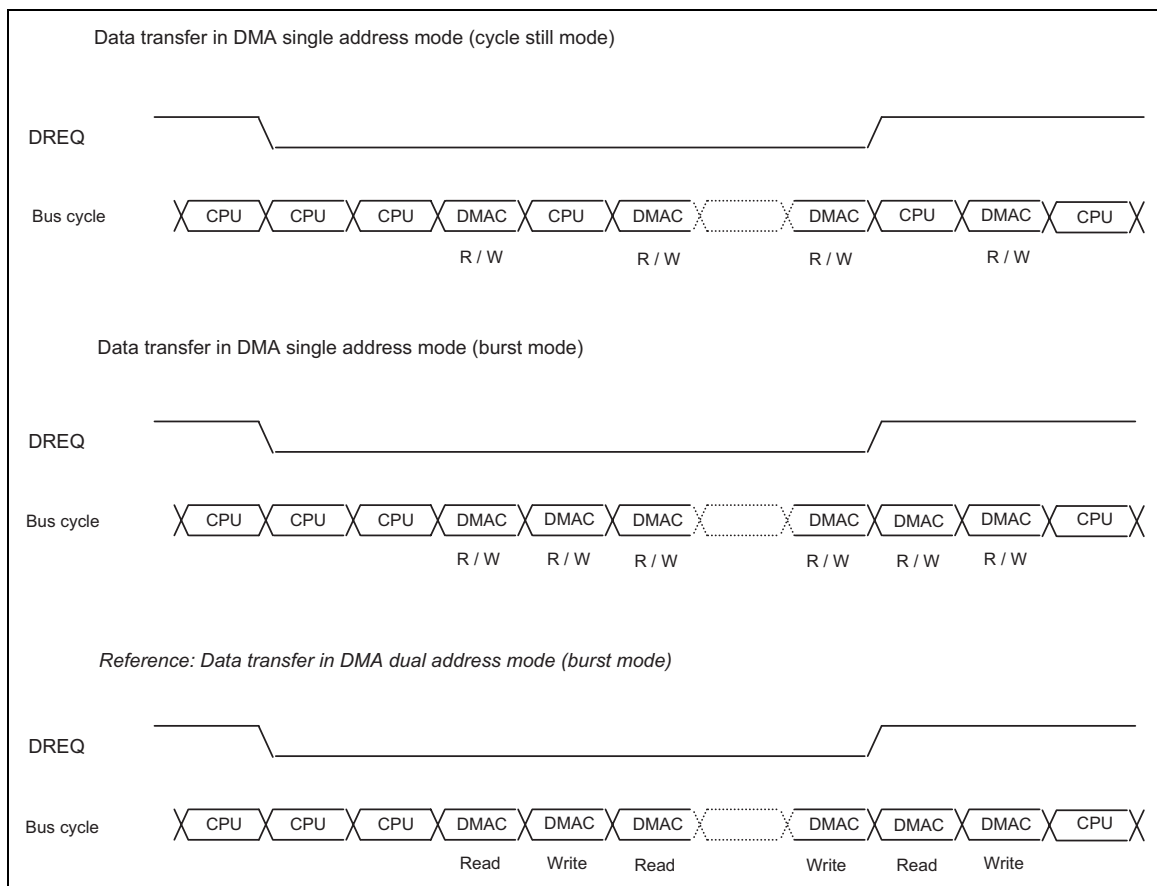 Data transfer in DMA single address mode (cycle still mode)
DREQ
Bus cycle CPU CPU CPU DMAC CPU DMAC DMAC CPU DMAC CPU
R / W R / W R / W R / W
Data transfer in DMA single address mode (burst mode)
DREQ
Bus cycle CPU CPU CPU DMAC DMAC DMAC DMAC DMAC DMAC CPU
R / W R / W R / W R / W R / W R / W
Reference: Data transfer in DMA dual address mode (burst mode)
DREQ
Bus cycle CPU CPU CPU DMAC DMAC DMAC DMAC DMAC DMAC CPU
Read Write Read Write Read Write